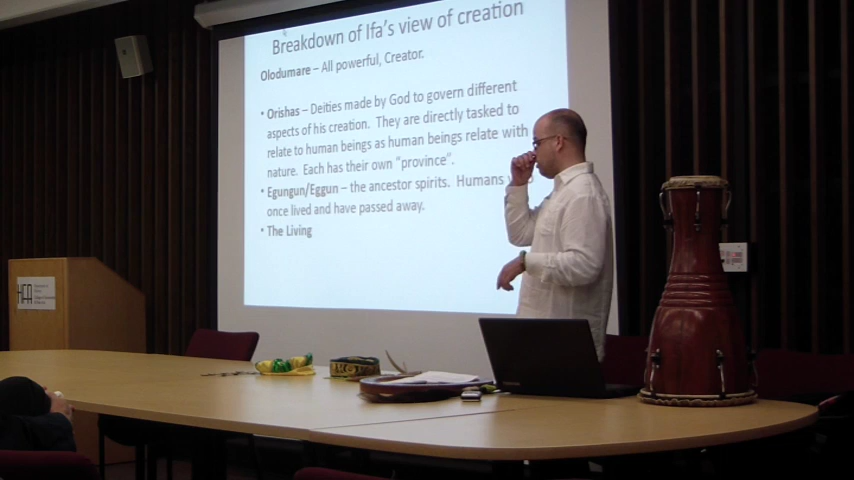 Breakdown of Ifa's view of creation
Olodumare – All powerful, Creator.
• Orishas – Deities made by God to govern different
aspects of his creation. They are directly tasked to
relate to human beings as human beings relate with
nature. Each has their own "province".
• Egungun/Eggun – the ancestor spirits. Humans
once lived and have passed away.
• The Living
HFA